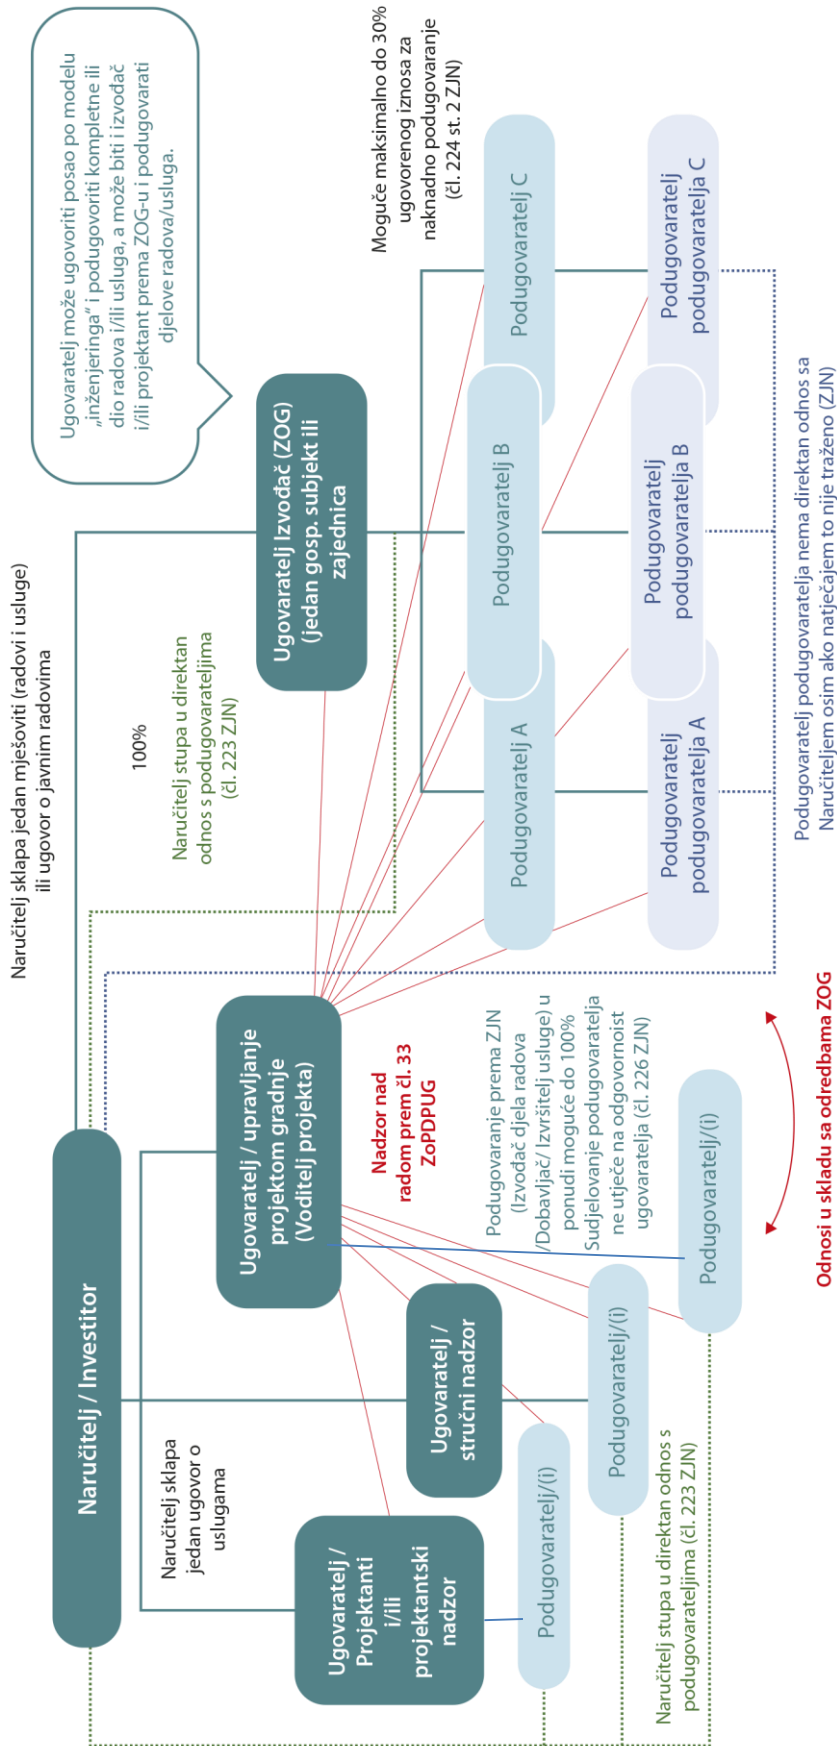 Naručitelj / Investitor
Naručitelj sklapa jedan mješoviti (radovi i usluge)
ili ugovor o javnim radovima
Ugovaratelj može ugovoriti posao po modelu
„inženjeringa“ i podugovoriti kompletne ili
dio radova i/ili usluga, a može biti i izvođač
i/ili projektant prema ZOG-u i podugovarati
djelove radova/usluga.
100%
Naručitelj stupa u direktan
odnos s podugovarateljima
(čl. 223 ZJN)
Naručitelj sklapa
jedan ugovor o
uslugama
Ugovaratelj / upravljanje
projektom gradnje
(Voditelj projekta)
Ugovaratelj Izvođač (ZOG)
(jedan gosp. subjekt ili
zajednica
Moguče maksimalno do 30%
ugovorenog iznosa za
naknadno podugovaranje
(čl. 224 st. 2 ZJN)
Ugovaratelj /
Projektanti
i/ili
projektantski
nadzor
Ugovaratelj /
stručni nadzor
Nadzor nad
radom prem čl. 33
ZoPDPUG
Podugovaratelj A
Podugovaratelj B
Podugovaratelj C
Podugovaranje prema ZJN
(Izvođač djela radova
/Dobavljač/ Izvršitelj usluge) u
ponudi moguće do 100%
Sudjelovanje podugovaratelja
ne utječe na odgovornoist
ugovaratelja (čl. 226 ZJN)
Podugovaratelj/(i)
Podugovaratelj/(i)
Podugovaratelj/(i)
Podugovaratelj
podugovaratelja A
Podugovaratelj
podugovaratelja B
Podugovaratelj
podugovaratelja C
Naručitelj stupa u direktan odnos s
podugovarateljima (čl. 223 ZJN)
Podugovaratelj podugovaratelja nema direktan odnos sa
Naručiteljem osim ako natječajem to nije traženo (ZJN)
Odnosi u skladu sa odredbama ZOG